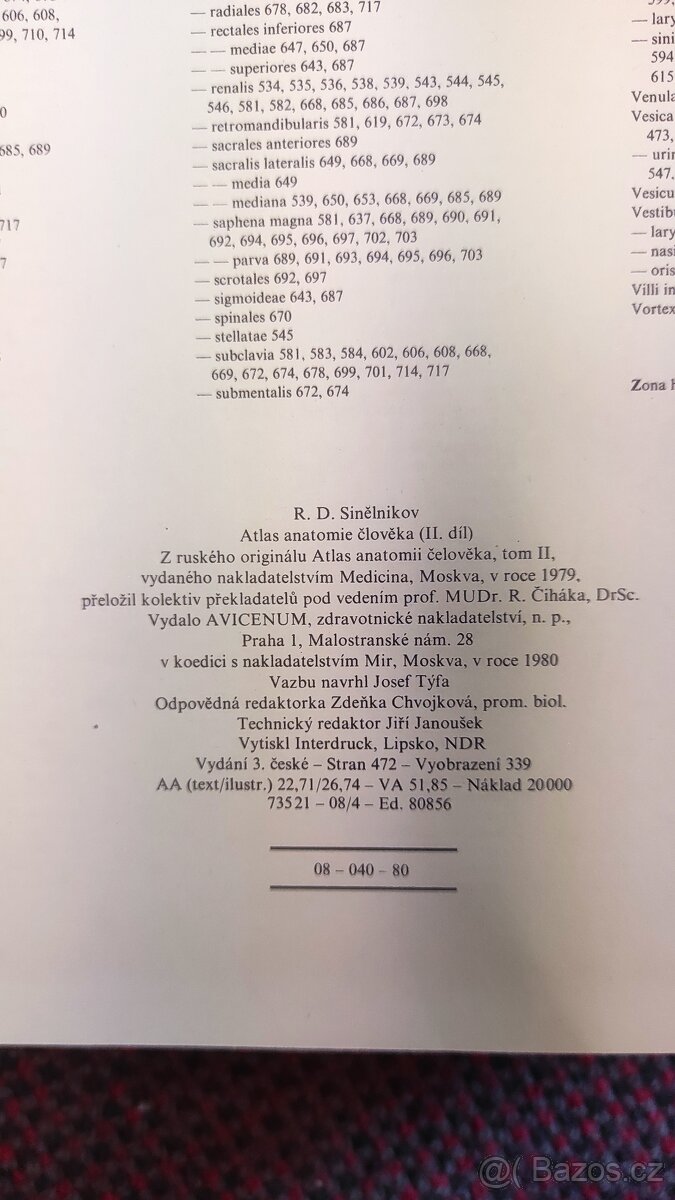 606, 608,
99, 710, 714
0
685, 689
717
7
— radiales 678, 682, 683, 717
— rectales inferiores 687
— — mediae 647, 650, 687
— — superiores 643, 687
— renalis 534, 535, 536, 538, 539, 543, 544, 545,
546, 581, 582, 668, 685, 686, 687, 698
— retromandibularis 581, 619, 672, 673, 674
— sacrales anteriores 689
— sacralis lateralis 649, 668, 669, 689
— — media 649
— — mediana 539, 650, 653, 668, 669, 685, 689
— saphena magna 581, 637, 668, 689, 690, 691,
692, 694, 695, 696, 697, 702, 703
— — parva 689, 691, 693, 694, 695, 696, 703
— scrotales 692, 697
— sigmoideae 643, 687
— spinales 670
— stellatae 545
— subclavia 581, 583, 584, 602, 606, 608, 668,
669, 672, 674, 678, 699, 701, 714, 717
— submentalis 672, 674
— lary
— sini
594
615
Venula
Vesica
473,
— urin
547,
Vesicu
Vestibu
— lary
— nasi
— oris
Villi in
Vortex
Zona h
R. D. Sinělnikov
Atlas anatomie člověka (II. díl)
Z ruského originálu Atlas anatomii čelověka, tom II,
vydaného nakladatelstvím Medicina, Moskva, v roce 1979,
přeložil kolektiv překladatelů pod vedením prof. MUDr. R. Čiháka, DrSc.
Vydalo AVICENUM, zdravotnické nakladatelství, n. p.,
Praha 1, Malostranské nám. 28
v koedici s nakladatelstvím Mir, Moskva, v roce 1980
Vazbu navrhl Josef Týfa
Odpovědná redaktorka Zdeňka Chvojková, prom. biol.
Technický redaktor Jiří Janoušek
Vytiskl Interdruck, Lipsko, NDR
Vydání 3. české – Stran 472 – Vyobrazení 339
AA (text/ilustr.) 22,71/26,74 – VA 51,85 – Náklad 20 000
73521 – 08/4 – Ed. 80856
08 – 040 – 80
@( Bazos.cz